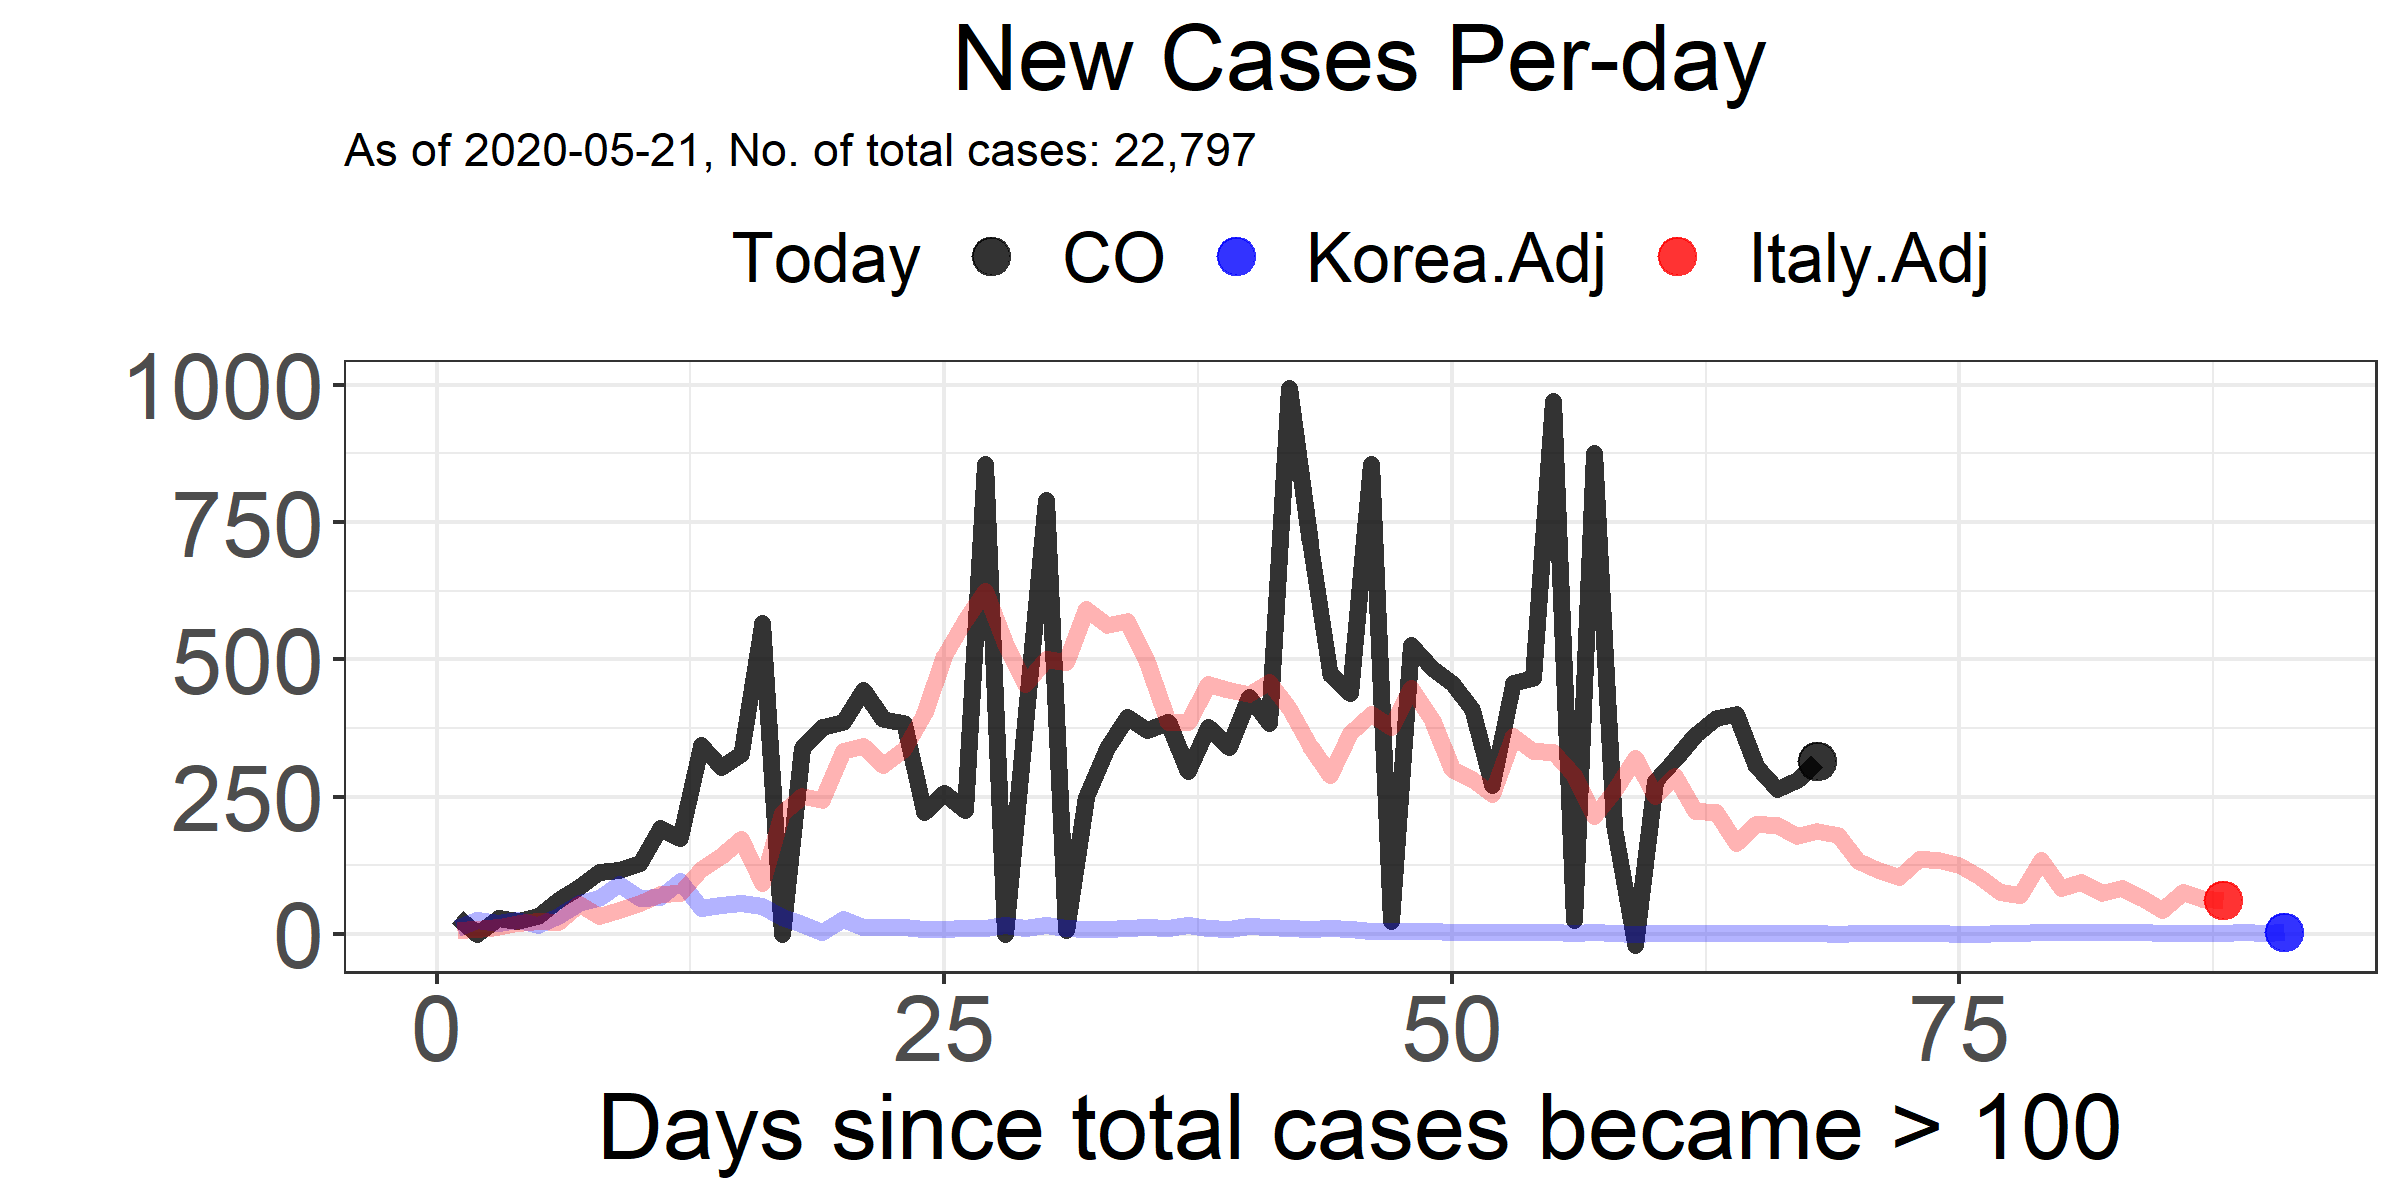 New Cases Per-day
As of 2020-05-21, No. of total cases: 22,797
Today CO Korea.Adj Italy.Adj
1000
750
500
250
0
0 25 50 75
Days since total cases became > 100